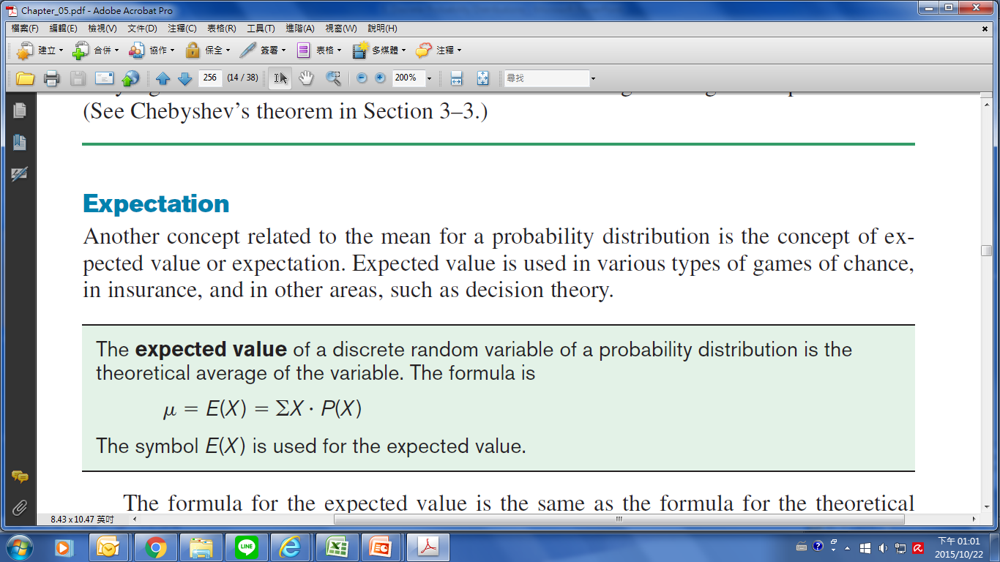 Chapter_05.pdf - Adobe Acrobat Pro
檔案(F) 編輯(E) 檢視(V) 文件(D) 注釋(C) 表格(R) 工具(T) 進階(A) 視窗(W) 說明(H)
建立 合併 協作 保全 簽署 表格 多媒體 注釋
256 (14 / 38) 200% 尋找
(See Chebyshev's theorem in Section 3–3.)
Expectation
Another concept related to the mean for a probability distribution is the concept of ex-
pected value or expectation. Expected value is used in various types of games of chance,
in insurance, and in other areas, such as decision theory.
The expected value of a discrete random variable of a probability distribution is the
theoretical average of the variable. The formula is
μ = E(X) = ΣX · P(X)
The symbol E(X) is used for the expected value.
The formula for the expected value is the same as the formula for the theoretical
8.43 x 10.47 英吋
LINE
下午 01:01
2015/10/22